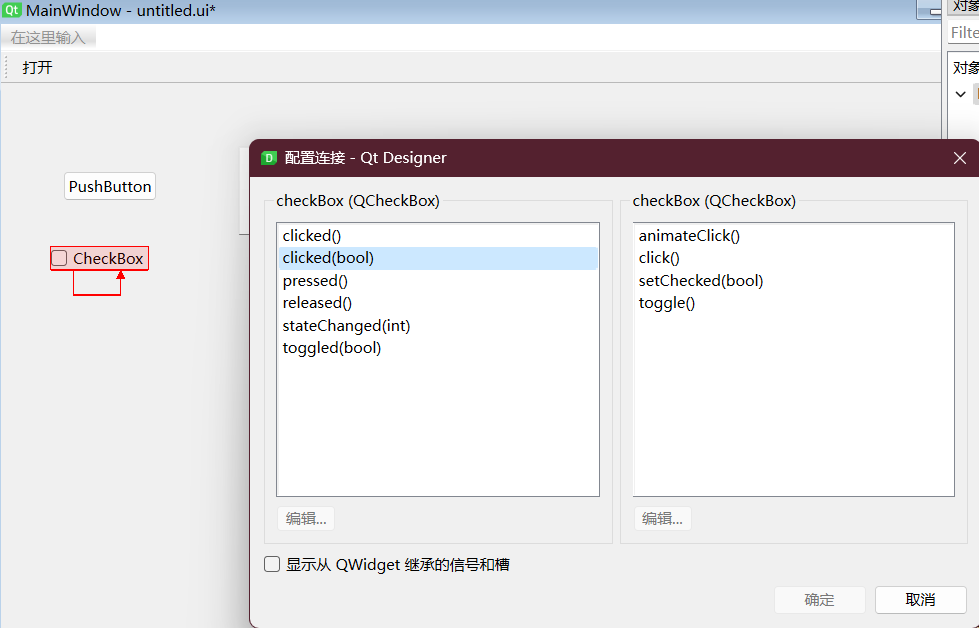 Qt MainWindow - untitled.ui*
在这里输入
打开
对象
Filte
对象
PushButton
CheckBox
D 配置连接 - Qt Designer
checkBox (QCheckBox)
clicked()
clicked(bool)
pressed()
released()
stateChanged(int)
toggled(bool)
编辑...
checkBox (QCheckBox)
animateClick()
click()
setChecked(bool)
toggle()
编辑...
显示从 QWidget 继承的信号和槽
确定
取消